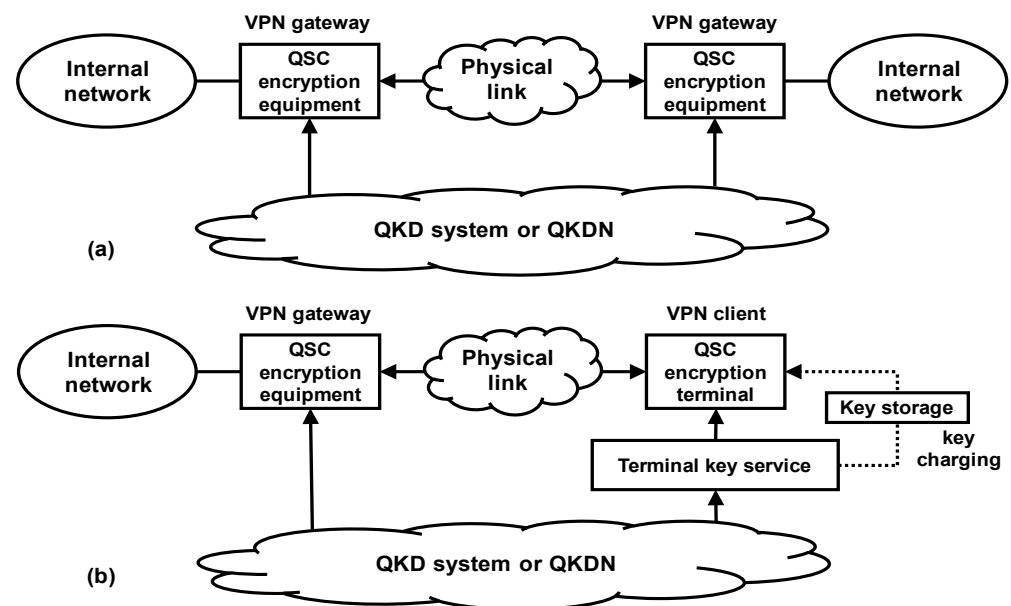 VPN gateway
VPN gateway
Internal
network
QSC
encryption
equipment
Physical
link
QSC
encryption
equipment
Internal
network
QKD system or QKDN
(a)
VPN gateway
VPN client
Internal
network
QSC
encryption
equipment
Physical
link
QSC
encryption
terminal
Key storage
key
charging
Terminal key service
QKD system or QKDN
(b)